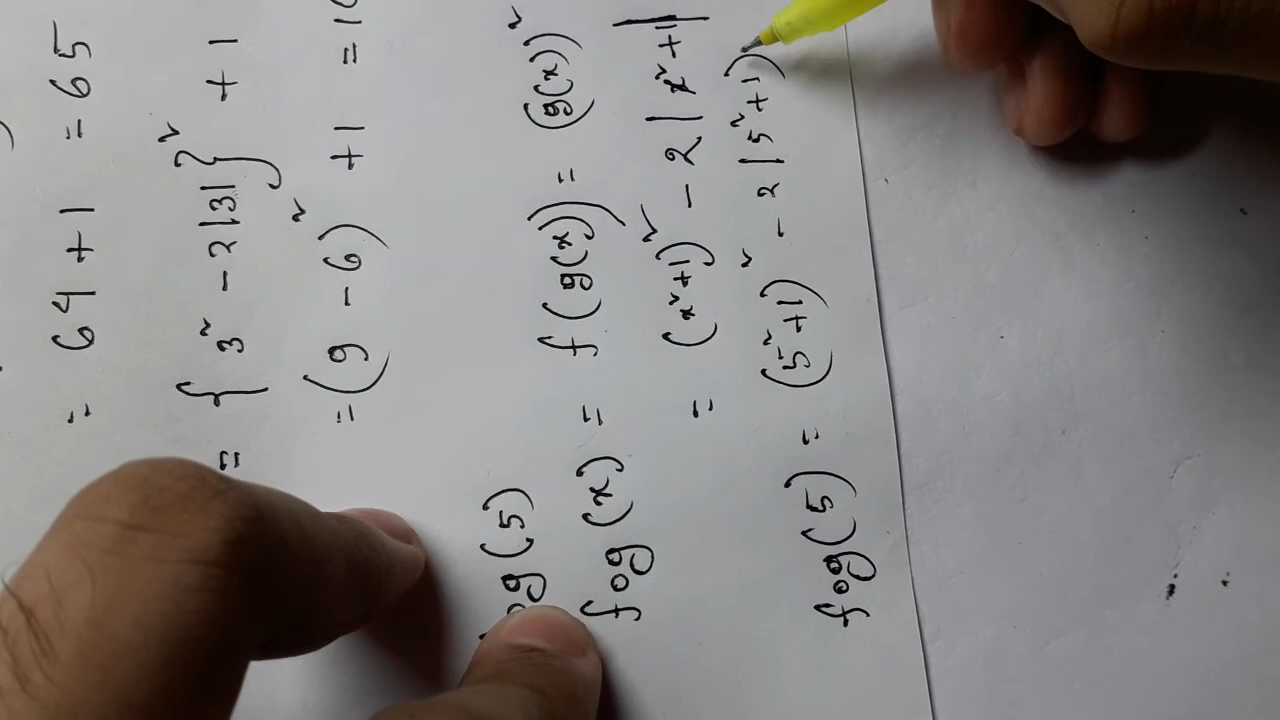 = 64 + 1 = 65
= {3² - 2|3|}² + 1
= (9 - 6)² + 1 = 1
og(5)
fog(x) = f(g(x)) = (g(x))²
= (x²+1)² - 2|x²+1|
fog(5) = (5²+1)² - 2|5²+1)